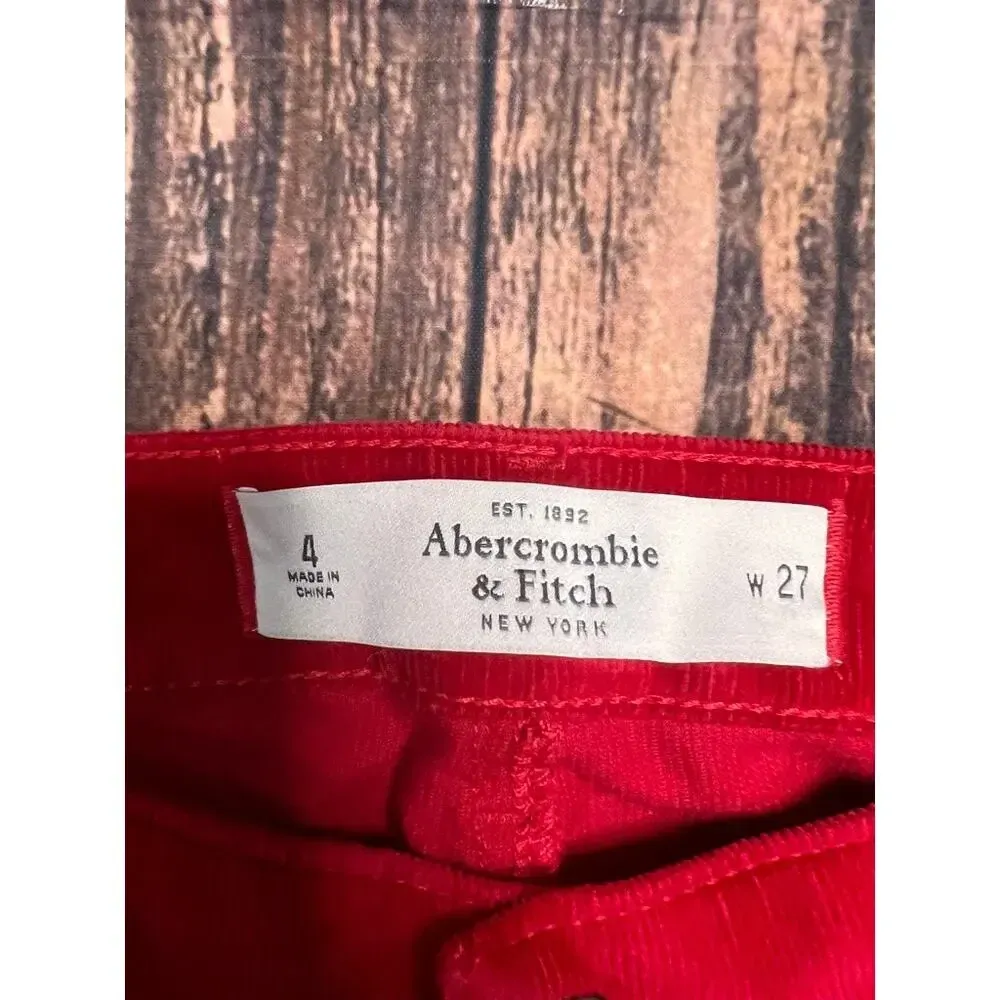 EST. 1892
Abercrombie
& Fitch
NEW YORK
4
MADE IN
CHINA
W 27